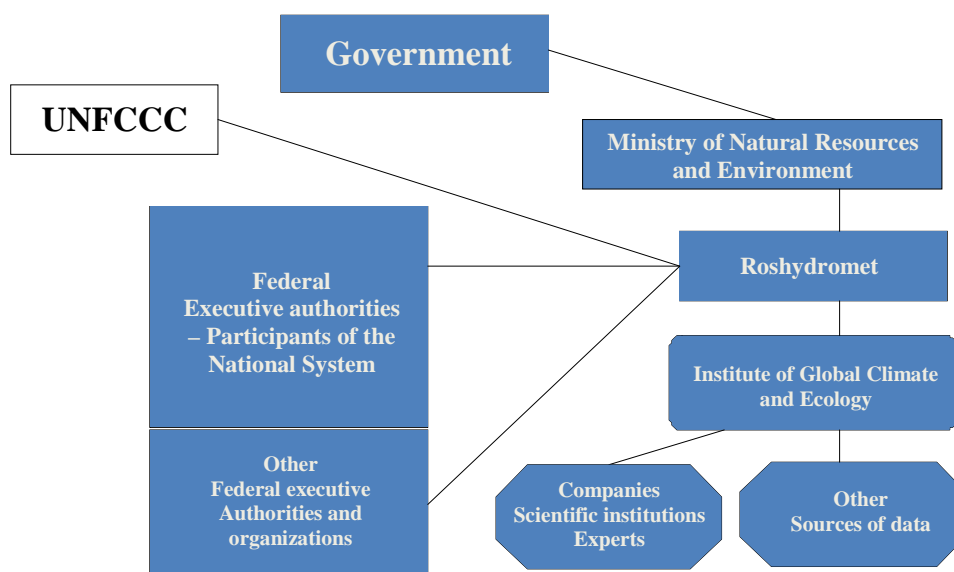 Government
UNFCCC
Ministry of Natural Resources
and Environment
Federal
Executive authorities
– Participants of the
National System
Roshydromet
Institute of Global Climate
and Ecology
Other
Federal executive
Authorities and
organizations
Companies
Scientific institutions
Experts
Other
Sources of data